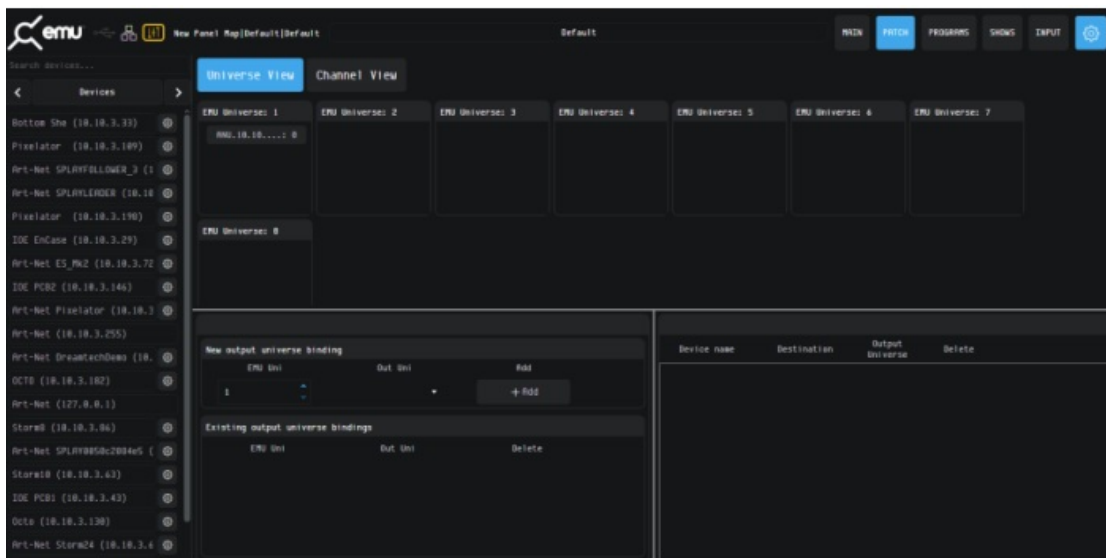 emu
New Panel Map|Default|Default
Default
MAIN
PATCH
PROGRAMS
SHOWS
INPUT
Search devices...
Devices
Universe View
Channel View
Bottom She (10.10.3.33)
Pixelator (10.10.3.109)
Art-Net SPLAYFOLLOWER_3 (1
Art-Net SPLAYLEADER (10.10
Pixelator (10.10.3.190)
IOE EnCase (10.10.3.29)
Art-Net ES_Mk2 (10.10.3.72
IOE PCB2 (10.10.3.146)
Art-Net Pixelator (10.10.3
Art-Net (10.10.3.255)
Art-Net DreamtechDemo (10.
OCTO (10.10.3.182)
Art-Net (127.0.0.1)
Storm8 (10.10.3.86)
Art-Net (
Storm10 (10.10.3.63)
IOE PCB1 (10.10.3.43)
Octo (10.10.3.130)
Art-Net Storm24 (10.10.3.6
EMU Universe: 1
EMU Universe: 2
EMU Universe: 3
EMU Universe: 4
EMU Universe: 5
EMU Universe: 6
EMU Universe: 7
EMU Universe: 8
New output universe binding
EMU Uni
Out Uni
Add
1
+ Add
Existing output universe bindings
EMU Uni
Out Uni
Delete
Device name
Destination
Output
Universe
Delete